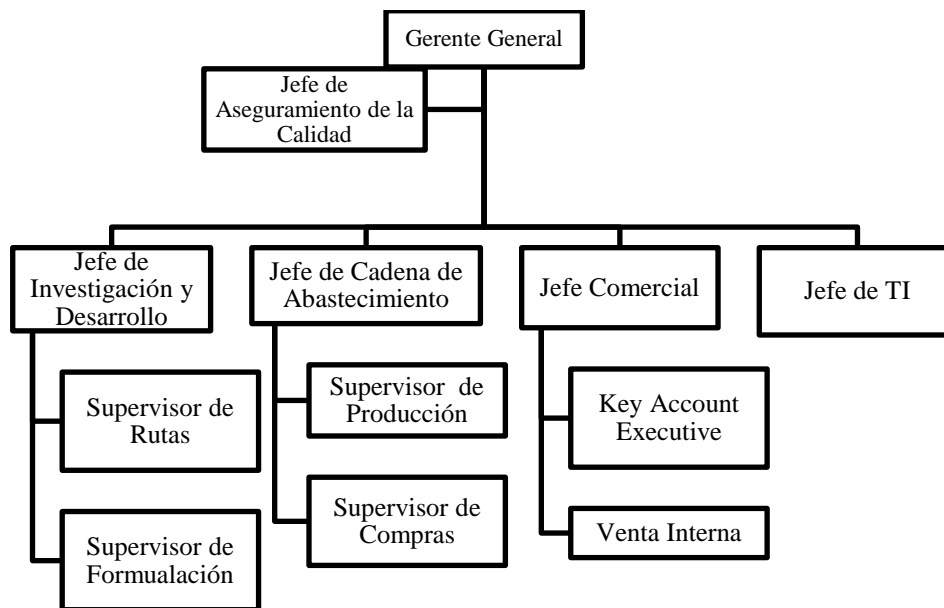 Gerente General
Jefe de
Aseguramiento de la
Calidad
Jefe de
Investigación y
Desarrollo
Jefe de Cadena de
Abastecimiento
Jefe Comercial
Jefe de TI
Supervisor de
Rutas
Supervisor de
Formualación
Supervisor de
Producción
Supervisor de
Compras
Key Account
Executive
Venta Interna